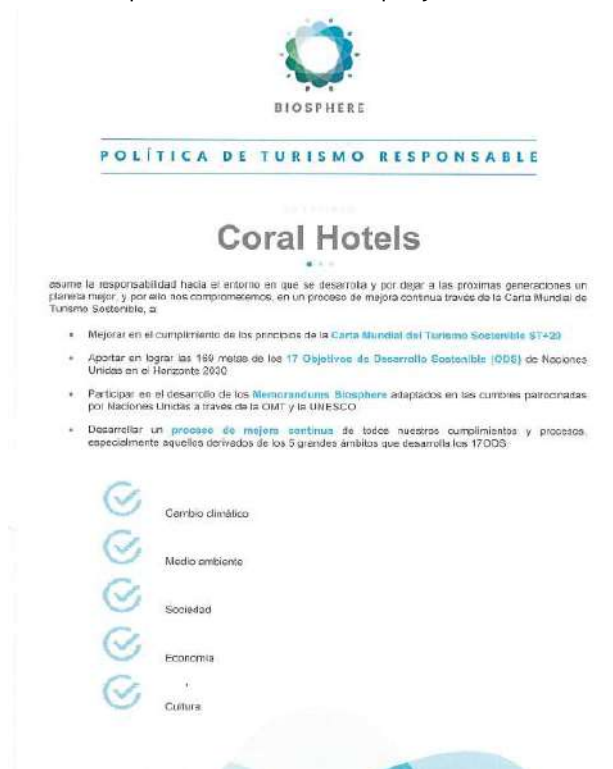 BIOSPHERE
POLÍTICA DE TURISMO RESPONSABLE
Coral Hotels
asume la responsabilidad hacia el entorno en que se desarrolla y por dejar a las próximas generaciones un
planeta mejor, y por ello nos comprometemos, en un proceso de mejora continua través de la Carta Mundial de
Turismo Sostenible, a:
• Mejorar en el cumplimiento de los principios de la Carta Mundial del Turismo Sostenible ST+20
• Aportar en lograr las 169 metas de los 17 Objetivos de Desarrollo Sostenible (ODS) de Naciones
Unidas en el Horizonte 2030
• Participar en el desarrollo de los Memorandums Biosphere adaptados en las cumbres patrocinadas
por Naciones Unidas a través de la OMT y la UNESCO
• Desarrollar un proceso de mejora continua de todos nuestros cumplimientos y procesos,
especialmente aquellos derivados de los 5 grandes ámbitos que desarrolla los 17ODS:
Cambio climático
Medio ambiente
Sociedad
Economía
Cultura